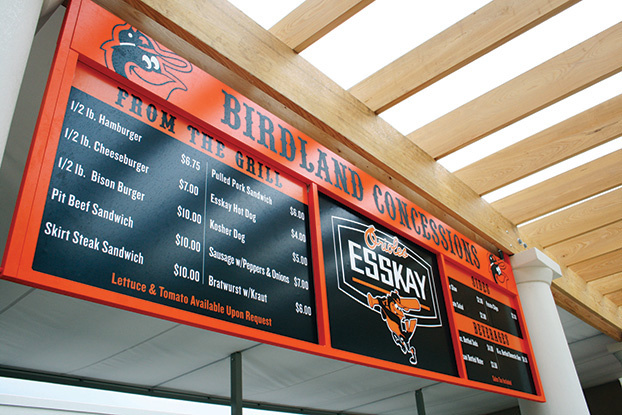 BIRDLAND CONCESSIONS
FROM THE GRILL
1/2 lb. Hamburger $6.75
1/2 lb. Cheeseburger $7.00
1/2 lb. Bison Burger $10.00
Pit Beef Sandwich $10.00
Skirt Steak Sandwich $10.00
Pulled Pork Sandwich $8.00
Esskay Hot Dog $4.00
Kosher Dog $5.00
Sausage w/Peppers & Onions $7.00
Bratwurst w/Kraut $6.00
Lettuce & Tomato Available Upon Request
Orioles
ESSKAY
SIDES
BEVERAGES